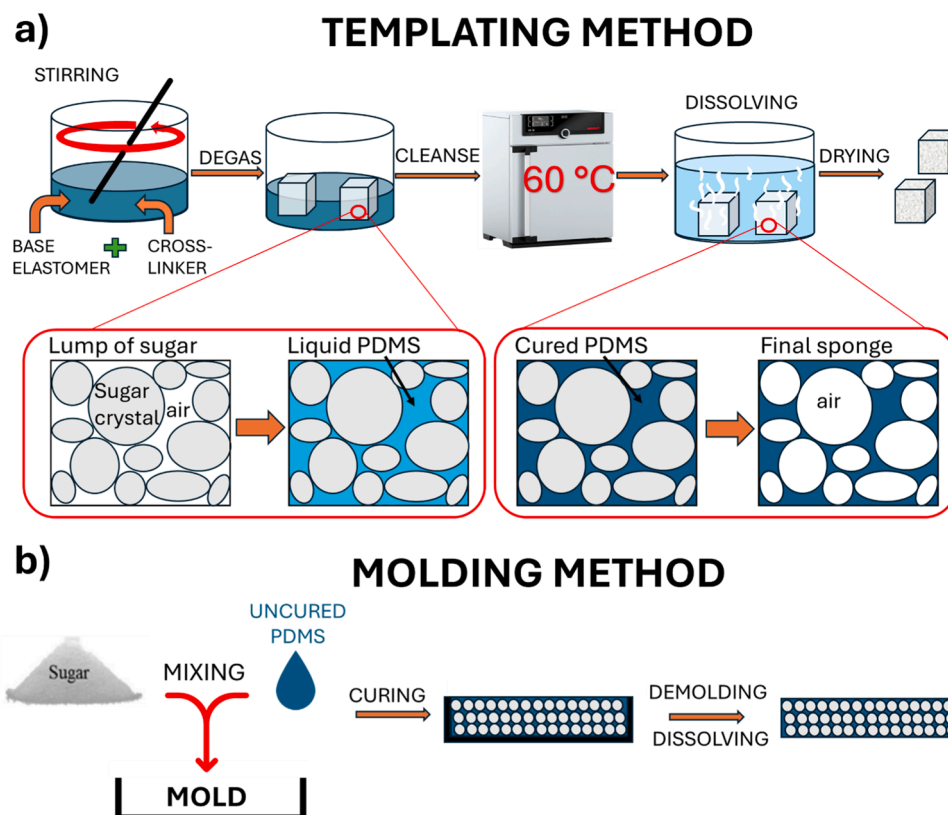 a)
TEMPLATING METHOD
STIRRING
DEGAS
CLEANSE
60 °C
DISSOLVING
DRYING
BASE
ELASTOMER
CROSS-
LINKER
Lump of sugar
Liquid PDMS
Sugar
crystal
air
Cured PDMS
Final sponge
air
b)
MOLDING METHOD
Sugar
MIXING
UNCURED
PDMS
CURING
DEMOLDING
DISSOLVING
MOLD